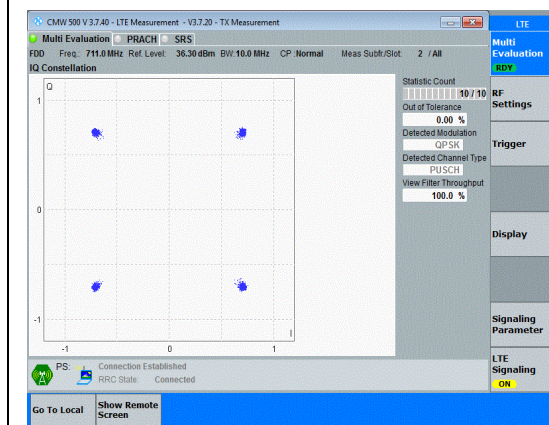 CMW 500 V 3.7.40 - LTE Measurement - V3.7.20 - TX Measurement
LTE
Multi Evaluation PRACH SRS
Multi
Evaluation
RDY
FDD Freq.: 711.0 MHz Ref. Level: 36.30 dBm BW: 10.0 MHz CP :Normal Meas Subfr./Slot: 2 / All
IQ Constellation
Q
1
0
-1
-1 0 1
I
Statistic Count
10 / 10
Out of Tolerance
0.00 %
Detected Modulation
QPSK
Detected Channel Type
PUSCH
View Filter Throughput
100.0 %
RF
Settings
Trigger
Display
Signaling
Parameter
LTE
Signaling
ON
PS: Connection Established
RRC State: Connected
Go To Local
Show Remote
Screen